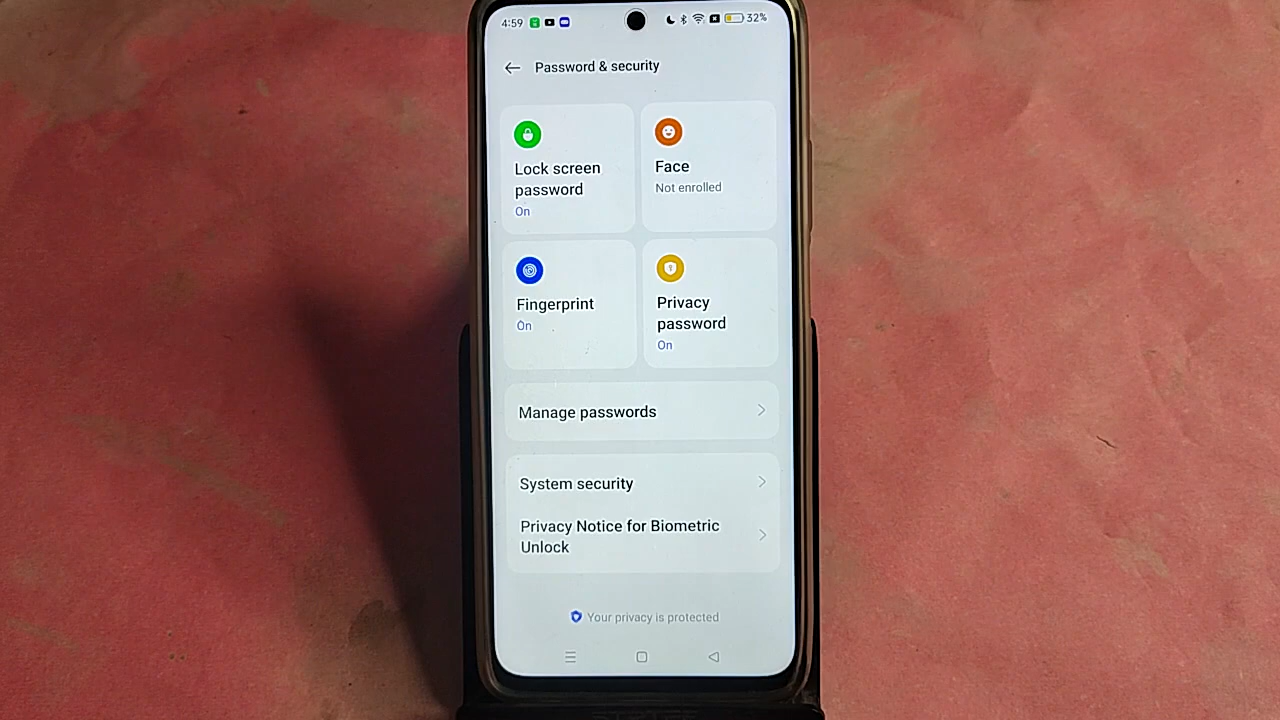 4:59 32%
Password & security
Lock screen
password
On
Face
Not enrolled
Fingerprint
On
Privacy
password
On
Manage passwords
System security
Privacy Notice for Biometric
Unlock
Your privacy is protected